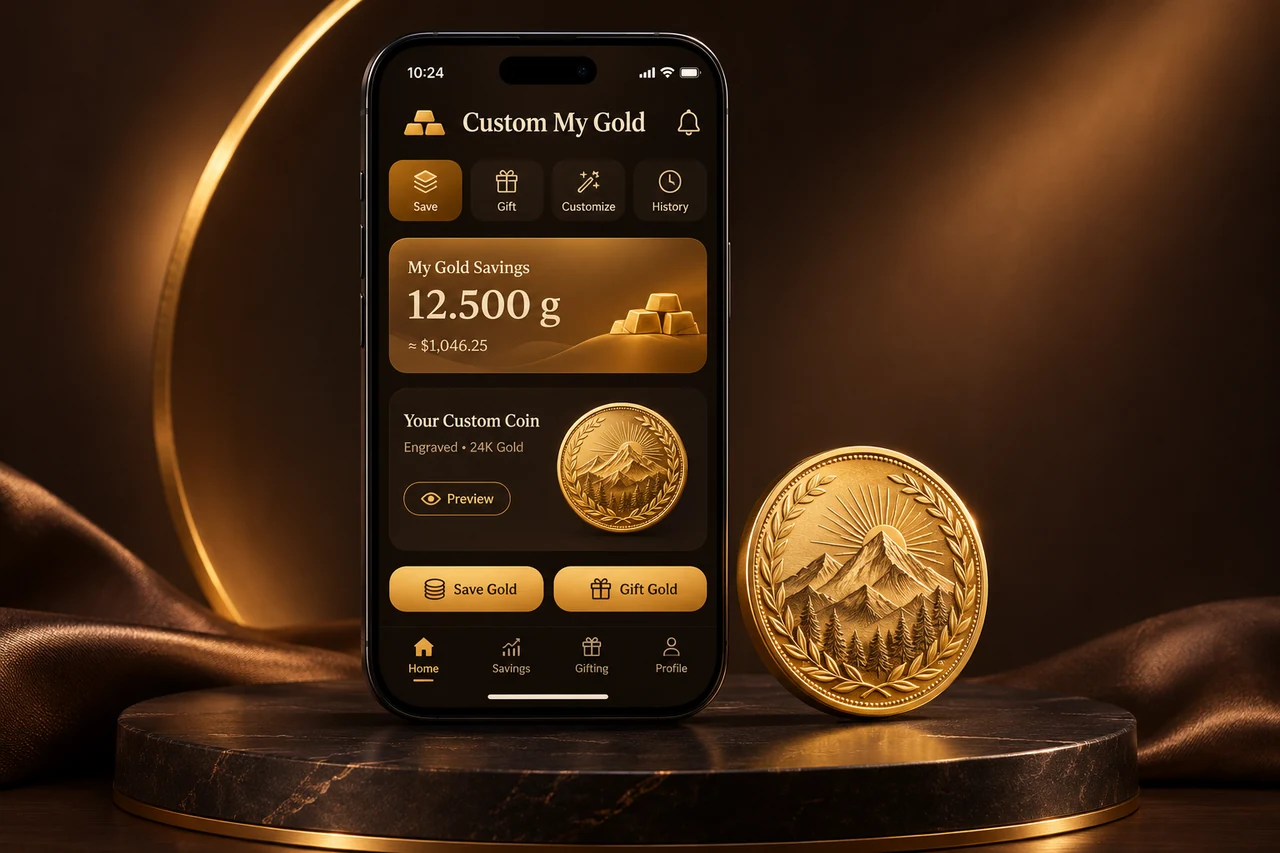 10:24
Custom My Gold
Save
Gift
Customize
History
My Gold Savings
12.500 g
≈ $1,046.25
Your Custom Coin
Engraved • 24K Gold
Preview
Save Gold
Gift Gold
Home
Savings
Gifting
Profile